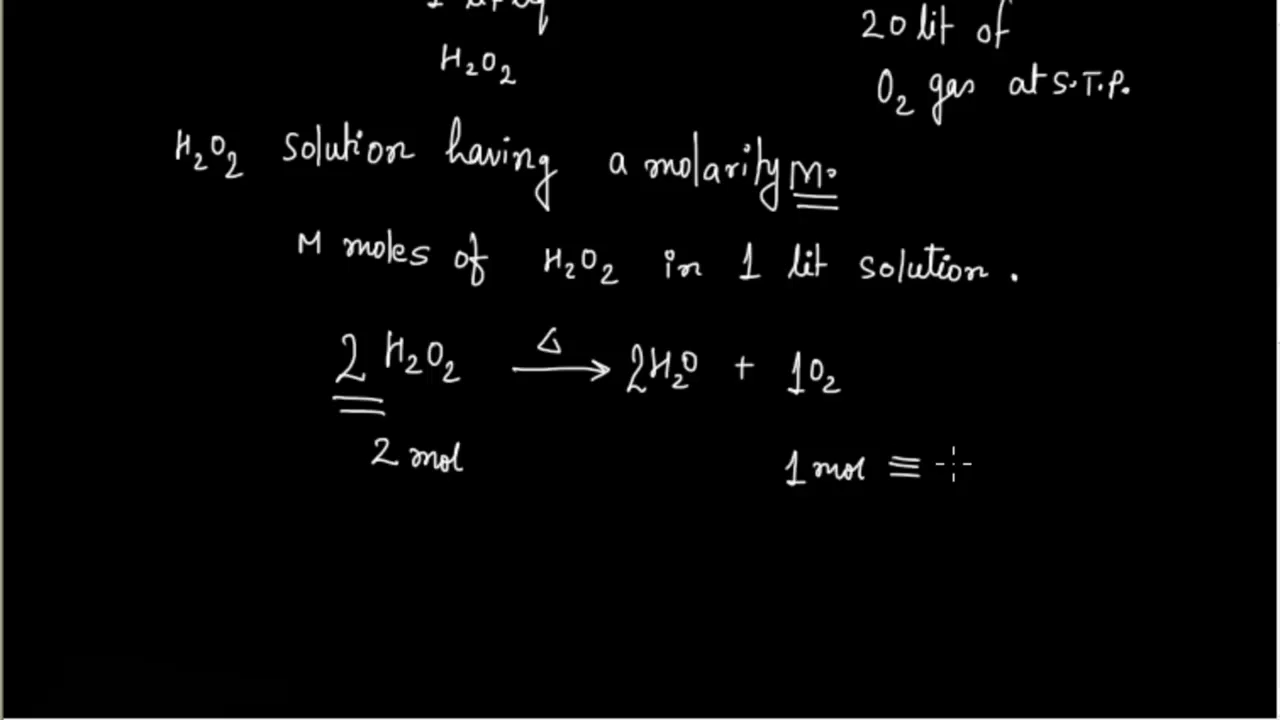 20 lit of
H₂O₂
O₂ gas at S.T.P.
H₂O₂ solution having a molarity M.
M moles of H₂O₂ in 1 lit solution.
2 H₂O₂ —Δ→ 2H₂O + 1O₂
2 mol 1 mol ≡